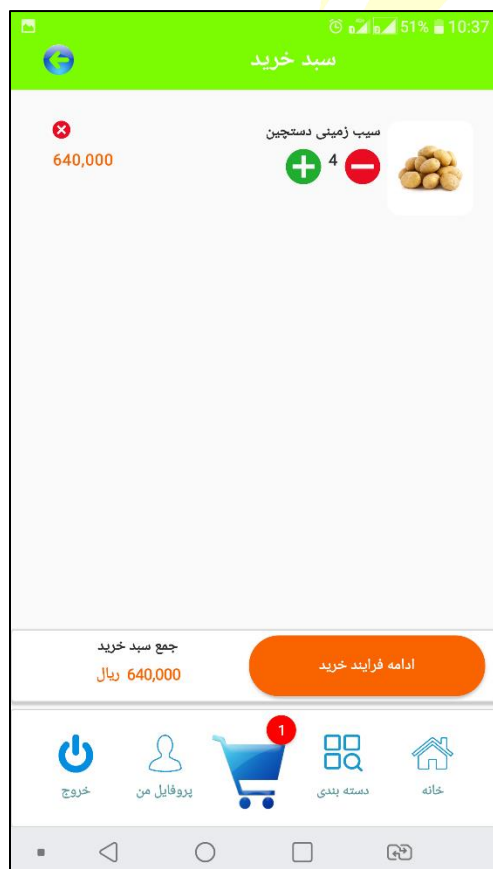 51% 10:37
سبد خرید
سیب زمینی دستچین
4
640,000
جمع سبد خرید
640,000 ریال
ادامه فرایند خرید
1
خانه
دسته بندی
پروفایل من
خروج